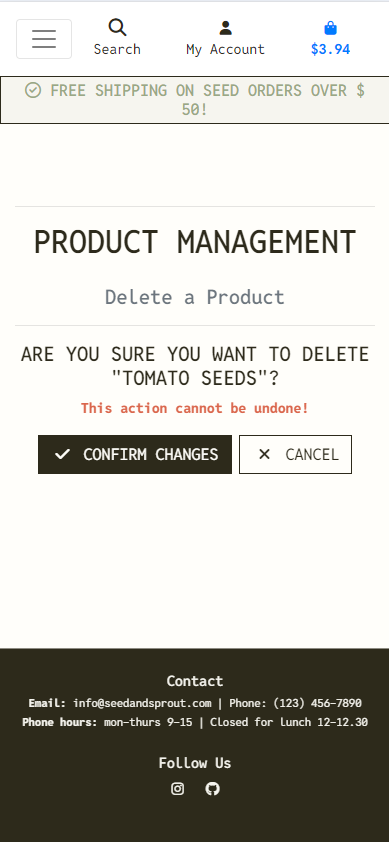 Search
My Account
$3.94
FREE SHIPPING ON SEED ORDERS OVER $
50!
PRODUCT MANAGEMENT
Delete a Product
ARE YOU SURE YOU WANT TO DELETE
"TOMATO SEEDS"?
This action cannot be undone!
CONFIRM CHANGES
CANCEL
Contact
Email: info@seedandsprout.com | Phone: (123) 456-7890
Phone hours: mon-thurs 9-15 | Closed for lunch 12-12.30
Follow Us